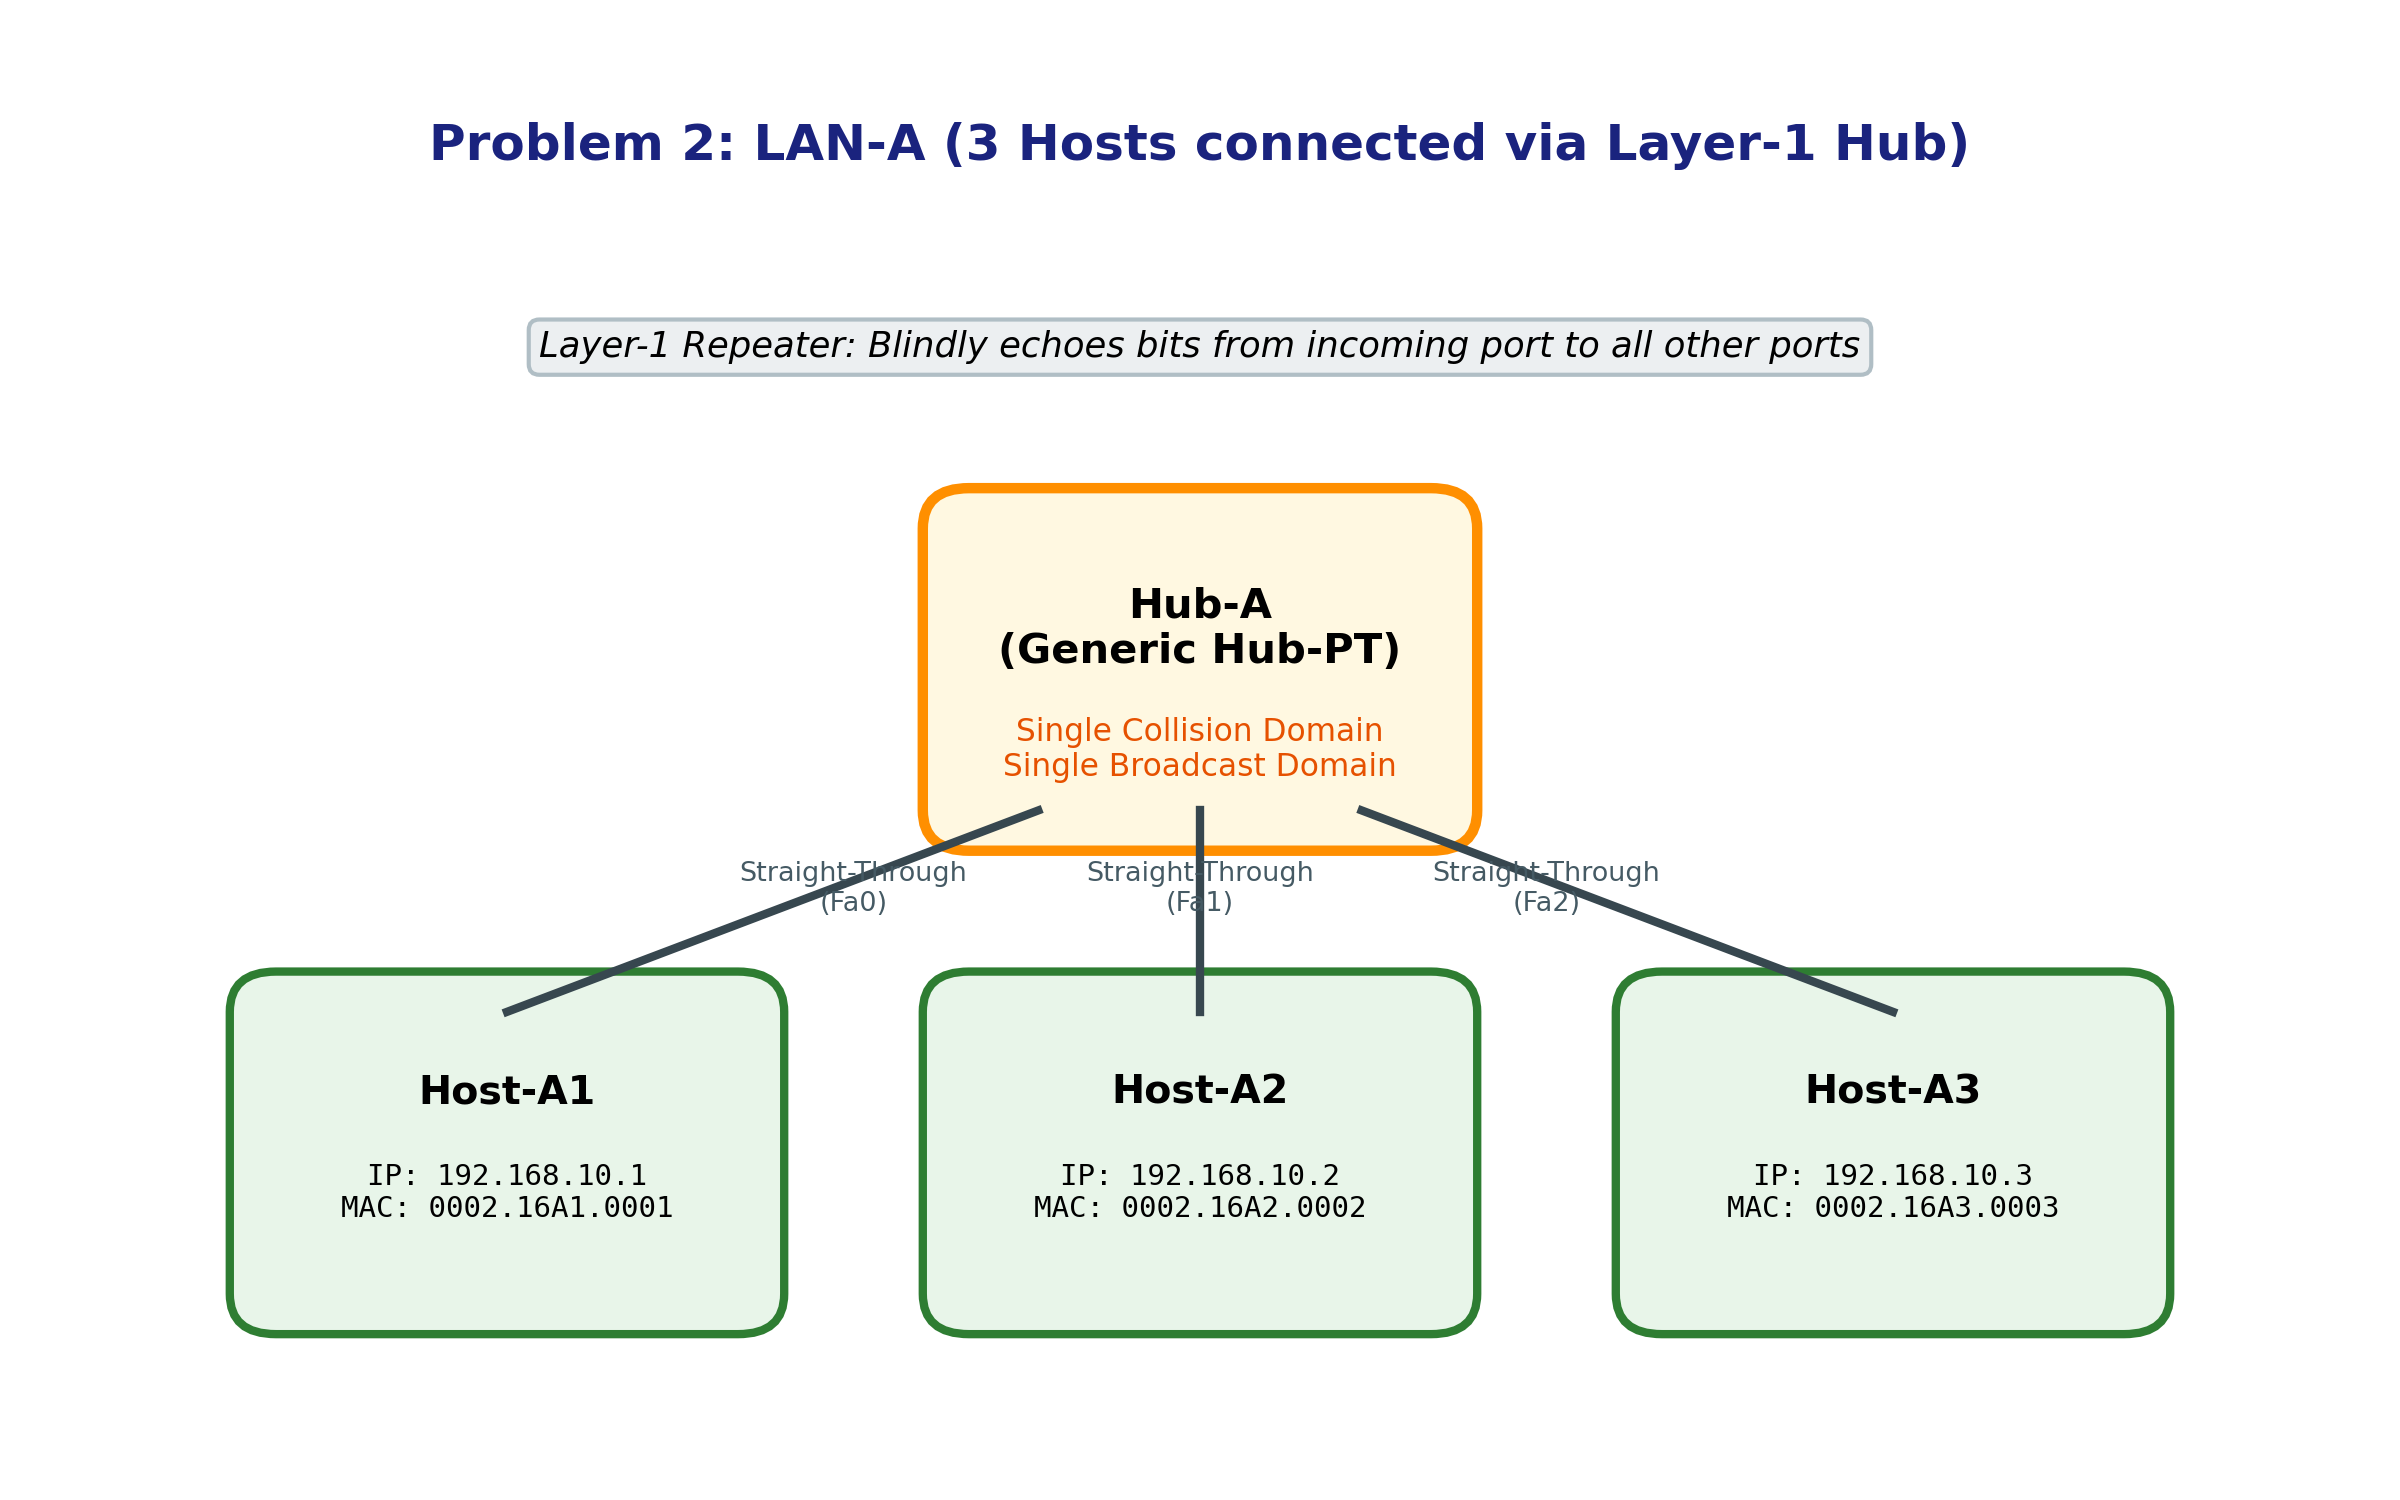 Problem 2: LAN-A (3 Hosts connected via Layer-1 Hub)
Layer-1 Repeater: Blindly echoes bits from incoming port to all other ports
Hub-A
(Generic Hub-PT)
Single Collision Domain
Single Broadcast Domain
Straight-Through
(Fa0)
Straight-Through
(Fa1)
Straight-Through
(Fa2)
Host-A1
IP: 192.168.10.1
MAC: 0002.16A1.0001
Host-A2
IP: 192.168.10.2
MAC: 0002.16A2.0002
Host-A3
IP: 192.168.10.3
MAC: 0002.16A3.0003